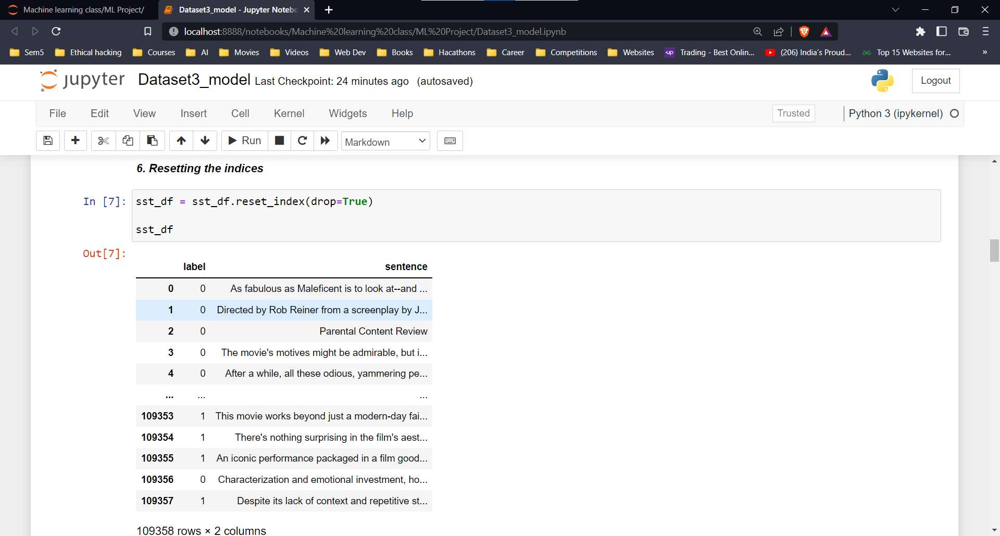 Machine learning class/ML Project/
Dataset3_model - Jupyter Notebo
localhost:8888/notebooks/Machine%20learning%20class/ML%20Project/Dataset3_model.ipynb
Sem5 Ethical hacking Courses AI Movies Videos Web Dev Books Hacathons Career Competitions Websites up Trading - Best Onlin... (206) India's Proud... Top 15 Websites for... »
jupyter Dataset3_model Last Checkpoint: 24 minutes ago (autosaved) Logout
File Edit View Insert Cell Kernel Widgets Help Trusted Python 3 (ipykernel)
Run Markdown
6. Resetting the indices
In [7]: sst_df = sst_df.reset_index(drop=True)
sst_df
Out[7]:
label sentence
0 0 As fabulous as Maleficent is to look at--and ...
1 0 Directed by Rob Reiner from a screenplay by J...
2 0 Parental Content Review
3 0 The movie's motives might be admirable, but i...
4 0 After a while, all these odious, yammering pe...
... ... ...
109353 1 This movie works beyond just a modern-day fai...
109354 1 There's nothing surprising in the film's aest...
109355 1 An iconic performance packaged in a film good...
109356 0 Characterization and emotional investment, ho...
109357 1 Despite its lack of context and repetitive st...
109358 rows × 2 columns